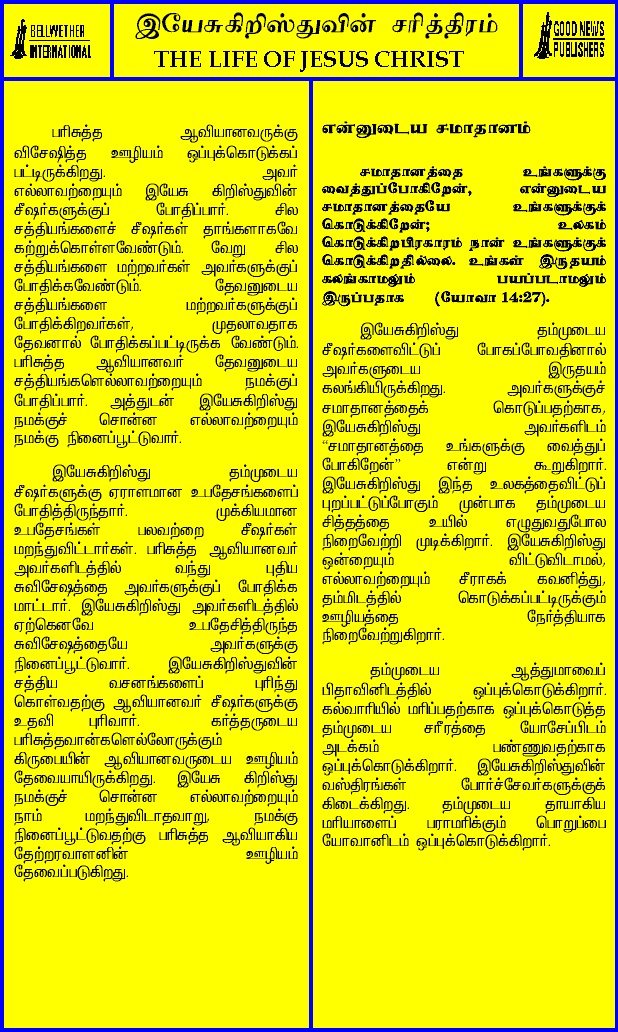 BELLWETHER
INTERNATIONAL
இயேசுகிறிஸ்துவின் சரித்திரம்
THE LIFE OF JESUS CHRIST
GOOD NEWS
PUBLISHERS
பரிசுத்த ஆவியானவருக்கு
விசேஷித்த ஊழியம் ஒப்புக்கொடுக்கப்
பட்டிருக்கிறது. அவர்
எல்லாவற்றையும் இயேசு கிறிஸ்துவின்
சீஷர்களுக்குப் போதிப்பார். சில
சத்தியங்களைச் சீஷர்கள் தாங்களாகவே
கற்றுக்கொள்ளவேண்டும். வேறு சில
சத்தியங்களை மற்றவர்கள் அவர்களுக்குப்
போதிக்கவேண்டும். தேவனுடைய
சத்தியங்களை மற்றவர்களுக்குப்
போதிக்கிறவர்கள், முதலாவதாக
தேவனால் போதிக்கப்பட்டிருக்க வேண்டும்.
பரிசுத்த ஆவியானவர் தேவனுடைய
சத்தியங்களெல்லாவற்றையும் நமக்குப்
போதிப்பார். அத்துடன் இயேசுகிறிஸ்து
நமக்குச் சொன்ன எல்லாவற்றையும்
நமக்கு நினைப்பூட்டுவார்.
இயேசுகிறிஸ்து தம்முடைய
சீஷர்களுக்கு ஏராளமான உபதேசங்களைப்
போதித்திருந்தார். முக்கியமான
உபதேசங்கள் பலவற்றை சீஷர்கள்
மறந்துவிட்டார்கள். பரிசுத்த ஆவியானவர்
அவர்களிடத்தில் வந்து புதிய
சுவிசேஷத்தை அவர்களுக்குப் போதிக்க
மாட்டார். இயேசுகிறிஸ்து அவர்களிடத்தில்
ஏற்கெனவே உபதேசித்திருந்த
சுவிசேஷத்தையே அவர்களுக்கு
நினைப்பூட்டுவார். இயேசுகிறிஸ்துவின்
சத்திய வசனங்களைப் புரிந்து
கொள்வதற்கு ஆவியானவர் சீஷர்களுக்கு
உதவி புரிவார். கர்த்தருடைய
பரிசுத்தவான்களெல்லோருக்கும்
கிருபையின் ஆவியானவருடைய ஊழியம்
தேவையாயிருக்கிறது. இயேசு கிறிஸ்து
நமக்குச் சொன்ன எல்லாவற்றையும்
நாம் மறந்துவிடாதவாறு, நமக்கு
நினைப்பூட்டுவதற்கு பரிசுத்த ஆவியாகிய
தேற்றரவாளனின் ஊழியம்
தேவைப்படுகிறது.
என்னுடைய சமாதானம்
சமாதானத்தை உங்களுக்கு
வைத்துப்போகிறேன், என்னுடைய
சமாதானத்தையே உங்களுக்குக்
கொடுக்கிறேன்; உலகம்
கொடுக்கிறபிரகாரம் நான் உங்களுக்குக்
கொடுக்கிறதில்லை. உங்கள் இருதயம்
கலங்காமலும் பயப்படாமலும்
இருப்பதாக (யோவா 14:27).
இயேசுகிறிஸ்து தம்முடைய
சீஷர்களைவிட்டுப் போகப்போவதினால்
அவர்களுடைய இருதயம்
கலங்கியிருக்கிறது. அவர்களுக்குச்
சமாதானத்தைக் கொடுப்பதற்காக,
இயேசுகிறிஸ்து அவர்களிடம்
“சமாதானத்தை உங்களுக்கு வைத்துப்
போகிறேன்” என்று கூறுகிறார்.
இயேசுகிறிஸ்து இந்த உலகத்தைவிட்டுப்
புறப்பட்டுப்போகும் முன்பாக தம்முடைய
சித்தத்தை உயில் எழுதுவதுபோல
நிறைவேற்றி முடிக்கிறார். இயேசுகிறிஸ்து
ஒன்றையும் விட்டுவிடாமல்,
எல்லாவற்றையும் சீராகக் கவனித்து,
தம்மிடத்தில் கொடுக்கப்பட்டிருக்கும்
ஊழியத்தை நேர்த்தியாக
நிறைவேற்றுகிறார்.
தம்முடைய ஆத்துமாவைப்
பிதாவினிடத்தில் ஒப்புக்கொடுக்கிறார்.
கல்வாரியில் மரிப்பதற்காக ஒப்புக்கொடுத்த
தம்முடைய சரீரத்தை யோசேப்பிடம்
அடக்கம் பண்ணுவதற்காக
ஒப்புக்கொடுக்கிறார். இயேசுகிறிஸ்துவின்
வஸ்திரங்கள் போர்ச்சேவர்களுக்குக்
கிடைக்கிறது. தம்முடைய தாயாகிய
மரியாளைப் பராமரிக்கும் பொறுப்பை
யோவானிடம் ஒப்புக்கொடுக்கிறார்.